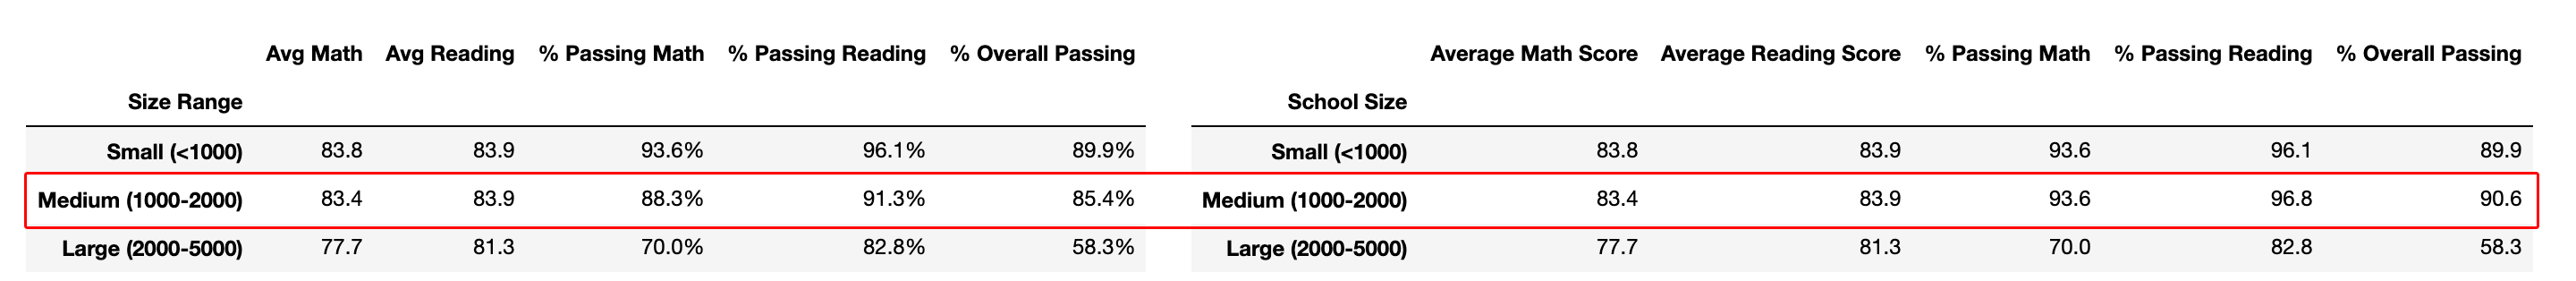 Avg Math Avg Reading % Passing Math % Passing Reading % Overall Passing
Size Range
Small (<1000) 83.8 83.9 93.6% 96.1% 89.9%
Medium (1000-2000) 83.4 83.9 88.3% 91.3% 85.4%
Large (2000-5000) 77.7 81.3 70.0% 82.8% 58.3%
Average Math Score Average Reading Score % Passing Math % Passing Reading % Overall Passing
School Size
Small (<1000) 83.8 83.9 93.6 96.1 89.9
Medium (1000-2000) 83.4 83.9 93.6 96.8 90.6
Large (2000-5000) 77.7 81.3 70.0 82.8 58.3